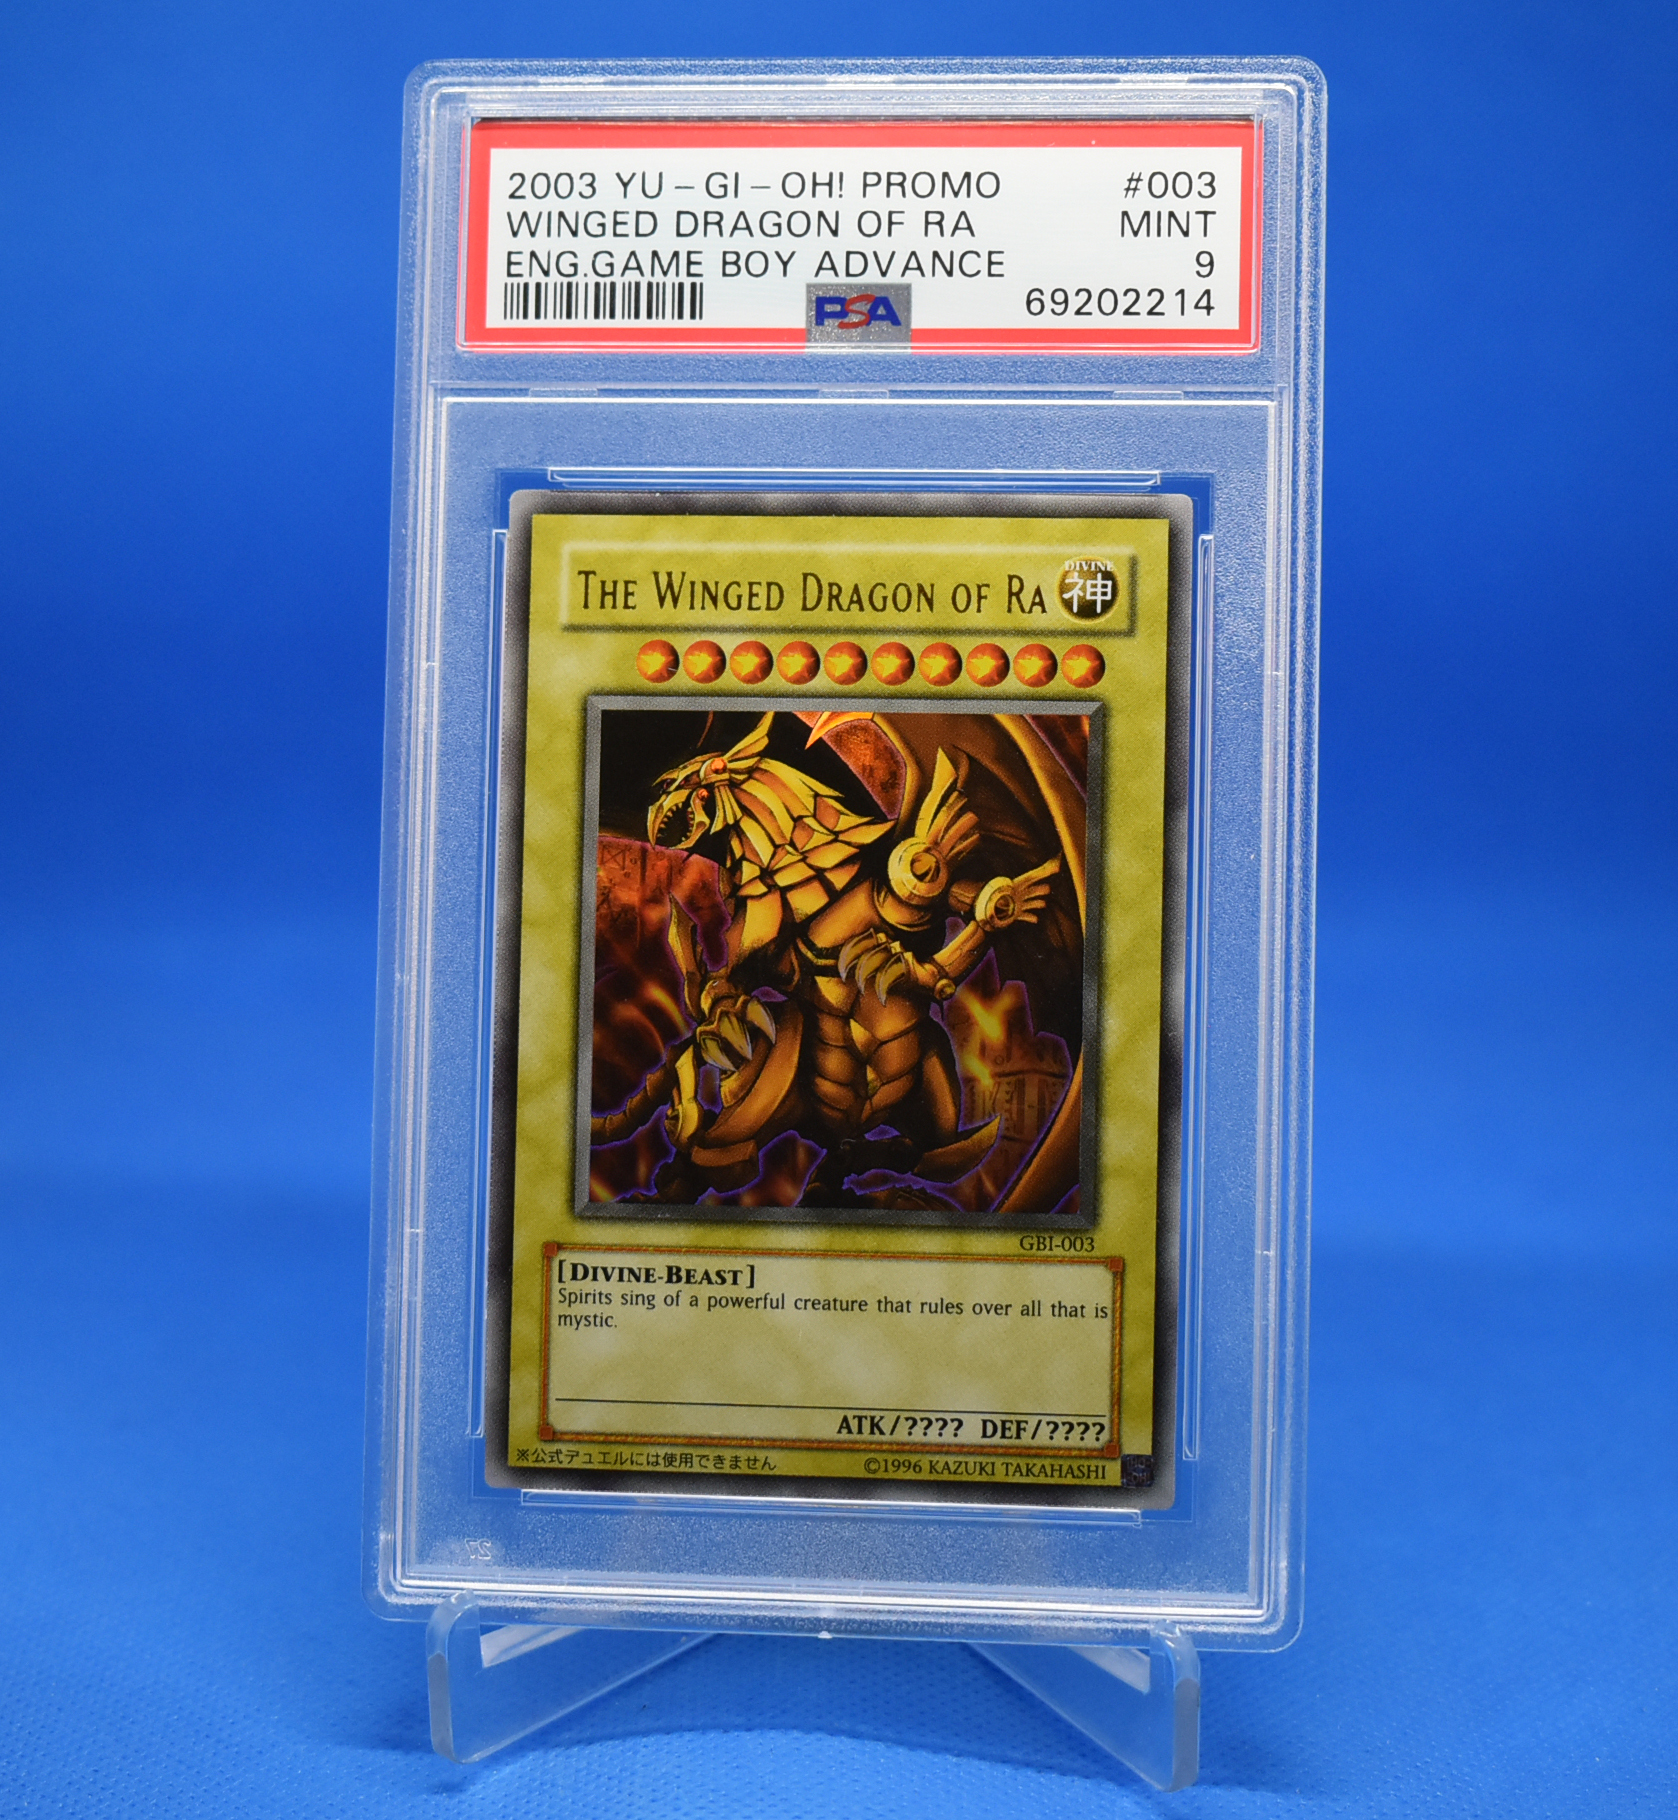 2003 YU-GI-OH! PROMO #003
WINGED DRAGON OF RA MINT
ENG.GAME BOY ADVANCE 9
PSA 69202214
THE WINGED DRAGON OF RA
DIVINE
神
GBI-003
[DIVINE-BEAST]
Spirits sing of a powerful creature that rules over all that is
mystic.
ATK/???? DEF/????
※公式デュエルには使用できません ©1996 KAZUKI TAKAHASHI
27